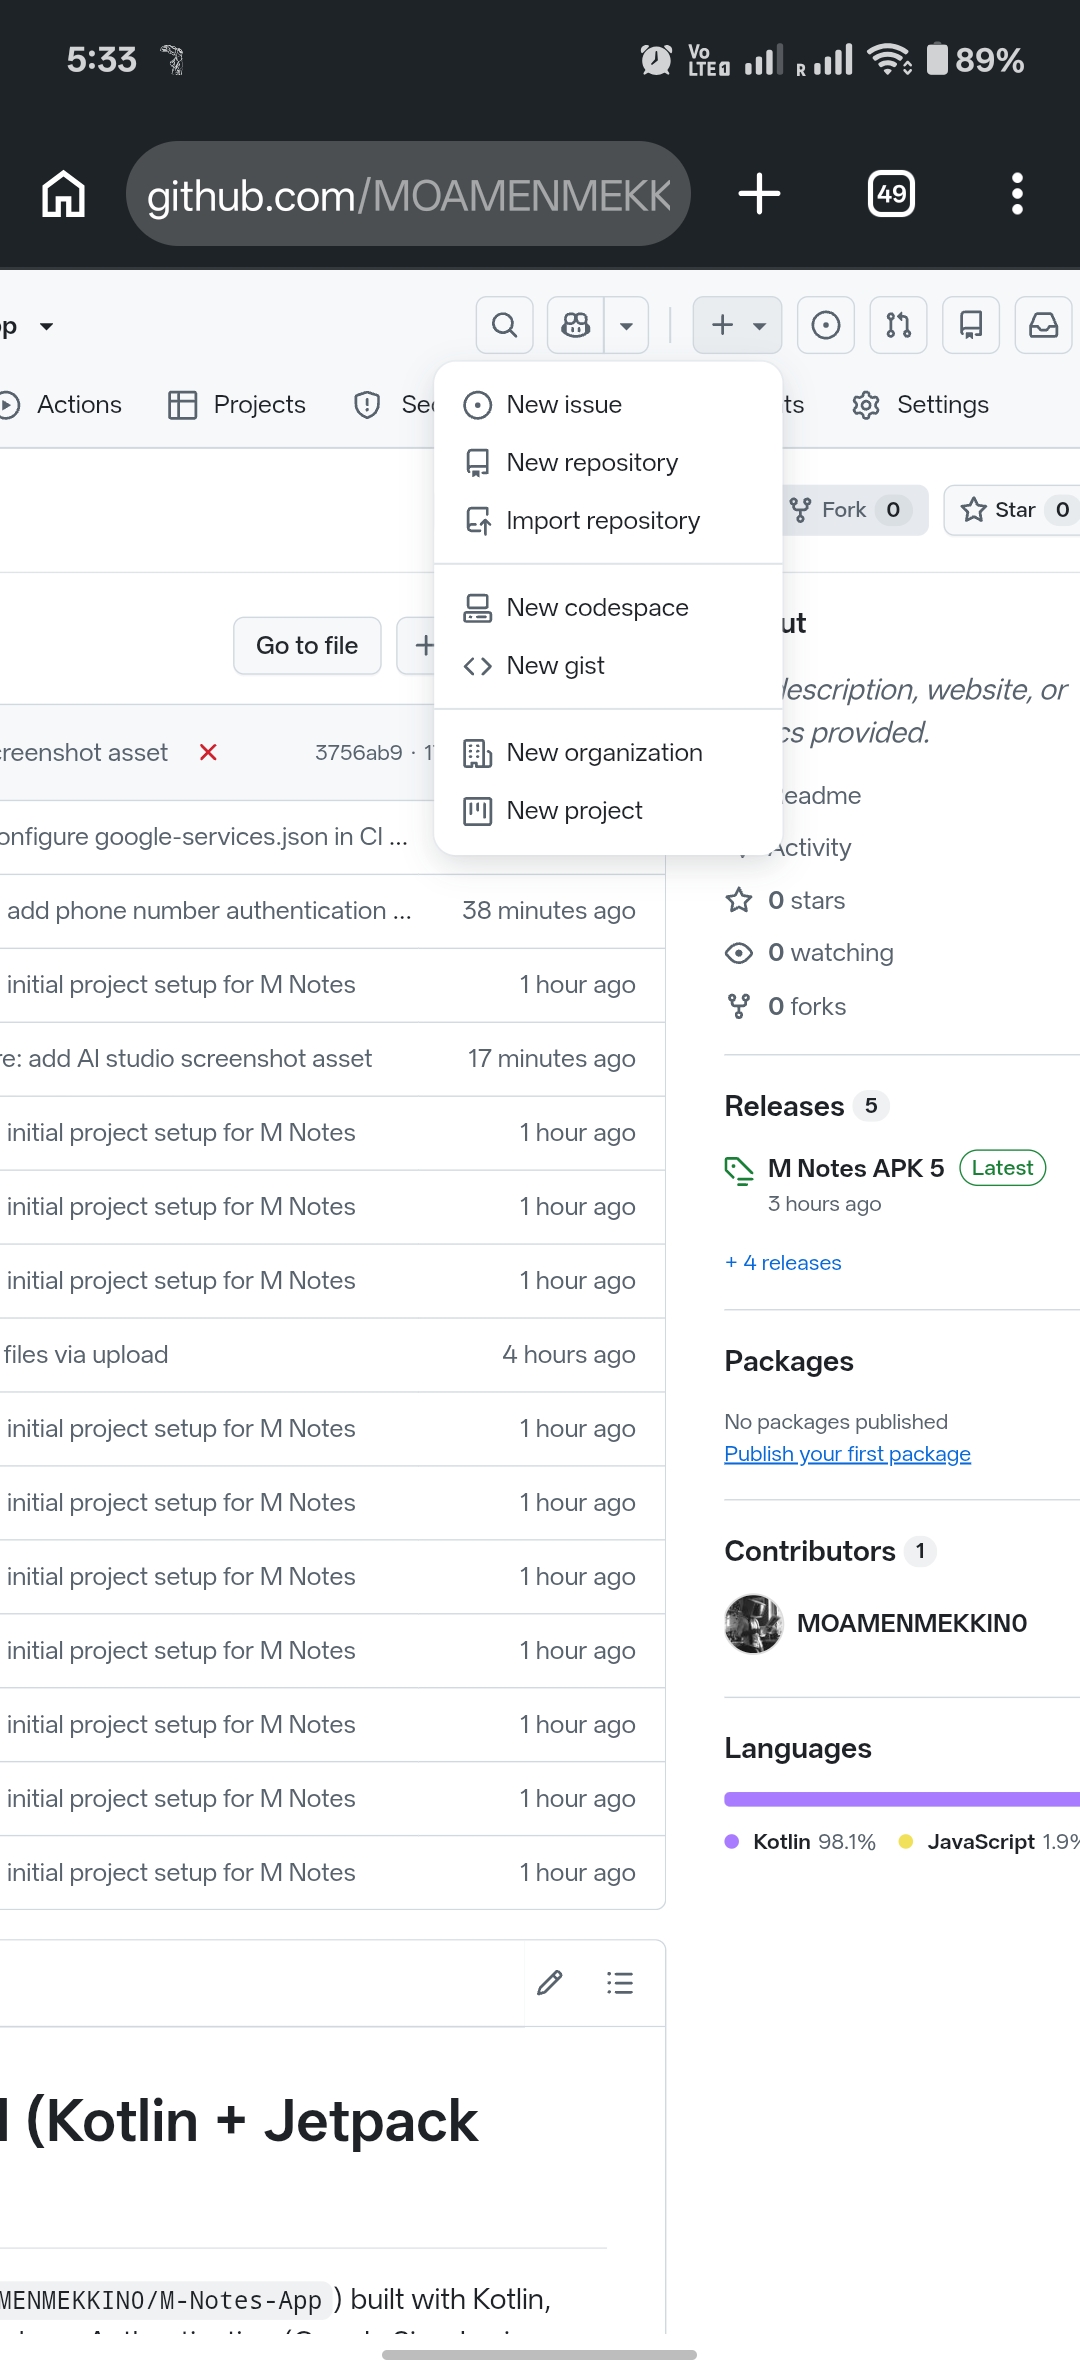 5:33
Vo
LTE1
R
89%
github.com/MOAMENMEKK
49
Actions
Projects
ts
Settings
New issue
New repository
Import repository
New codespace
New gist
New organization
New project
Fork 0
Star 0
Go to file
ut
description, website, or
cs provided.
eadme
Activity
0 stars
0 watching
0 forks
creenshot asset
3756ab9 · 17
onfigure google-services.json in CI ...
add phone number authentication ... 38 minutes ago
initial project setup for M Notes 1 hour ago
re: add AI studio screenshot asset 17 minutes ago
initial project setup for M Notes 1 hour ago
initial project setup for M Notes 1 hour ago
initial project setup for M Notes 1 hour ago
files via upload 4 hours ago
initial project setup for M Notes 1 hour ago
initial project setup for M Notes 1 hour ago
initial project setup for M Notes 1 hour ago
initial project setup for M Notes 1 hour ago
initial project setup for M Notes 1 hour ago
initial project setup for M Notes 1 hour ago
initial project setup for M Notes 1 hour ago
Releases 5
M Notes APK 5 Latest
3 hours ago
+ 4 releases
Packages
No packages published
Publish your first package
Contributors 1
MOAMENMEKKIN0
Languages
Kotlin 98.1% JavaScript 1.9%
(Kotlin + Jetpack
MENMEKKIN0/M-Notes-App) built with Kotlin,